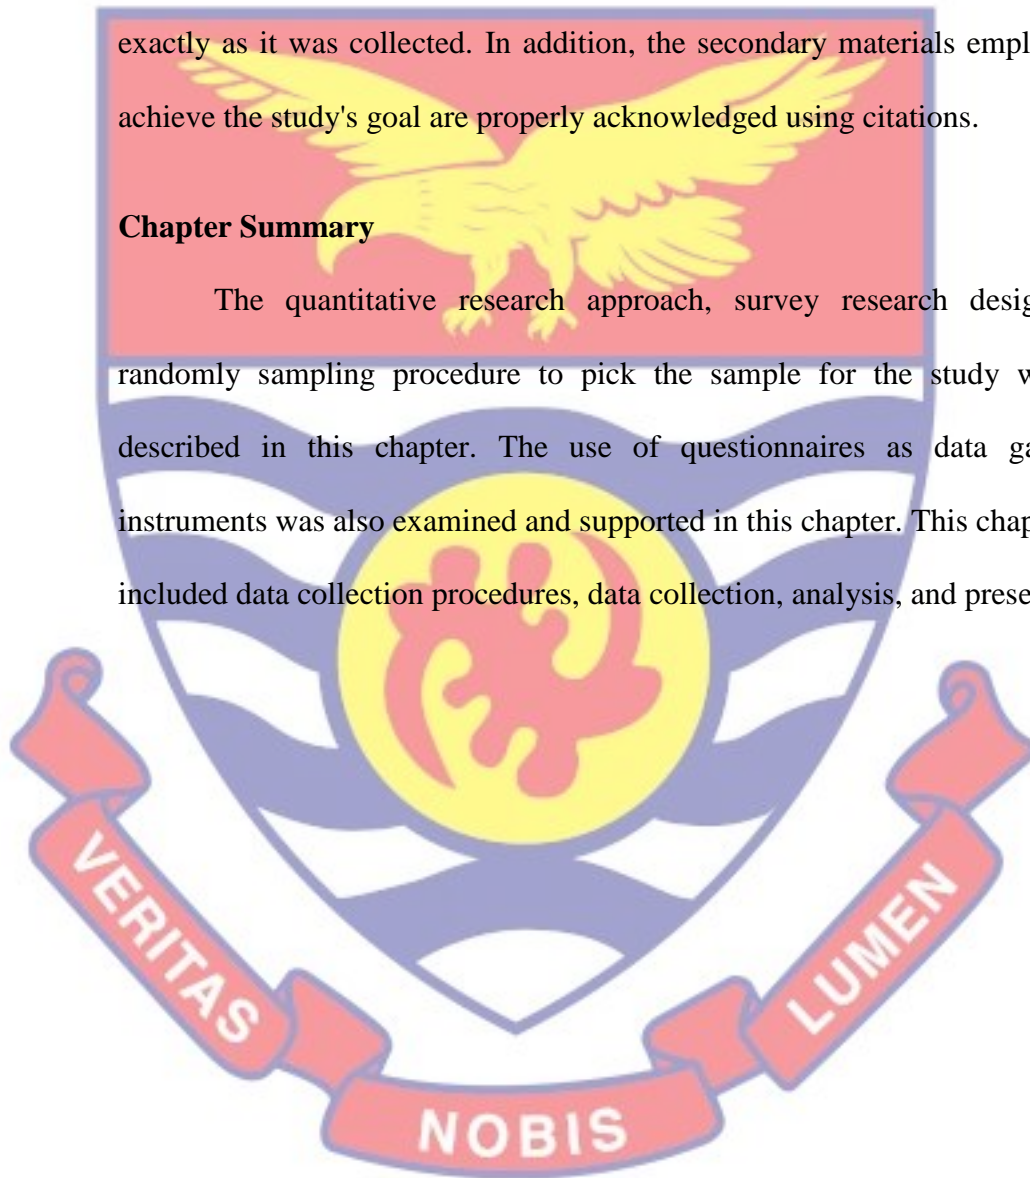 exactly as it was collected. In addition, the secondary materials empl
achieve the study's goal are properly acknowledged using citations.
Chapter Summary
The quantitative research approach, survey research desig
randomly sampling procedure to pick the sample for the study w
described in this chapter. The use of questionnaires as data ga
instruments was also examined and supported in this chapter. This chap
included data collection procedures, data collection, analysis, and prese
VERITAS
NOBIS
LUMEN